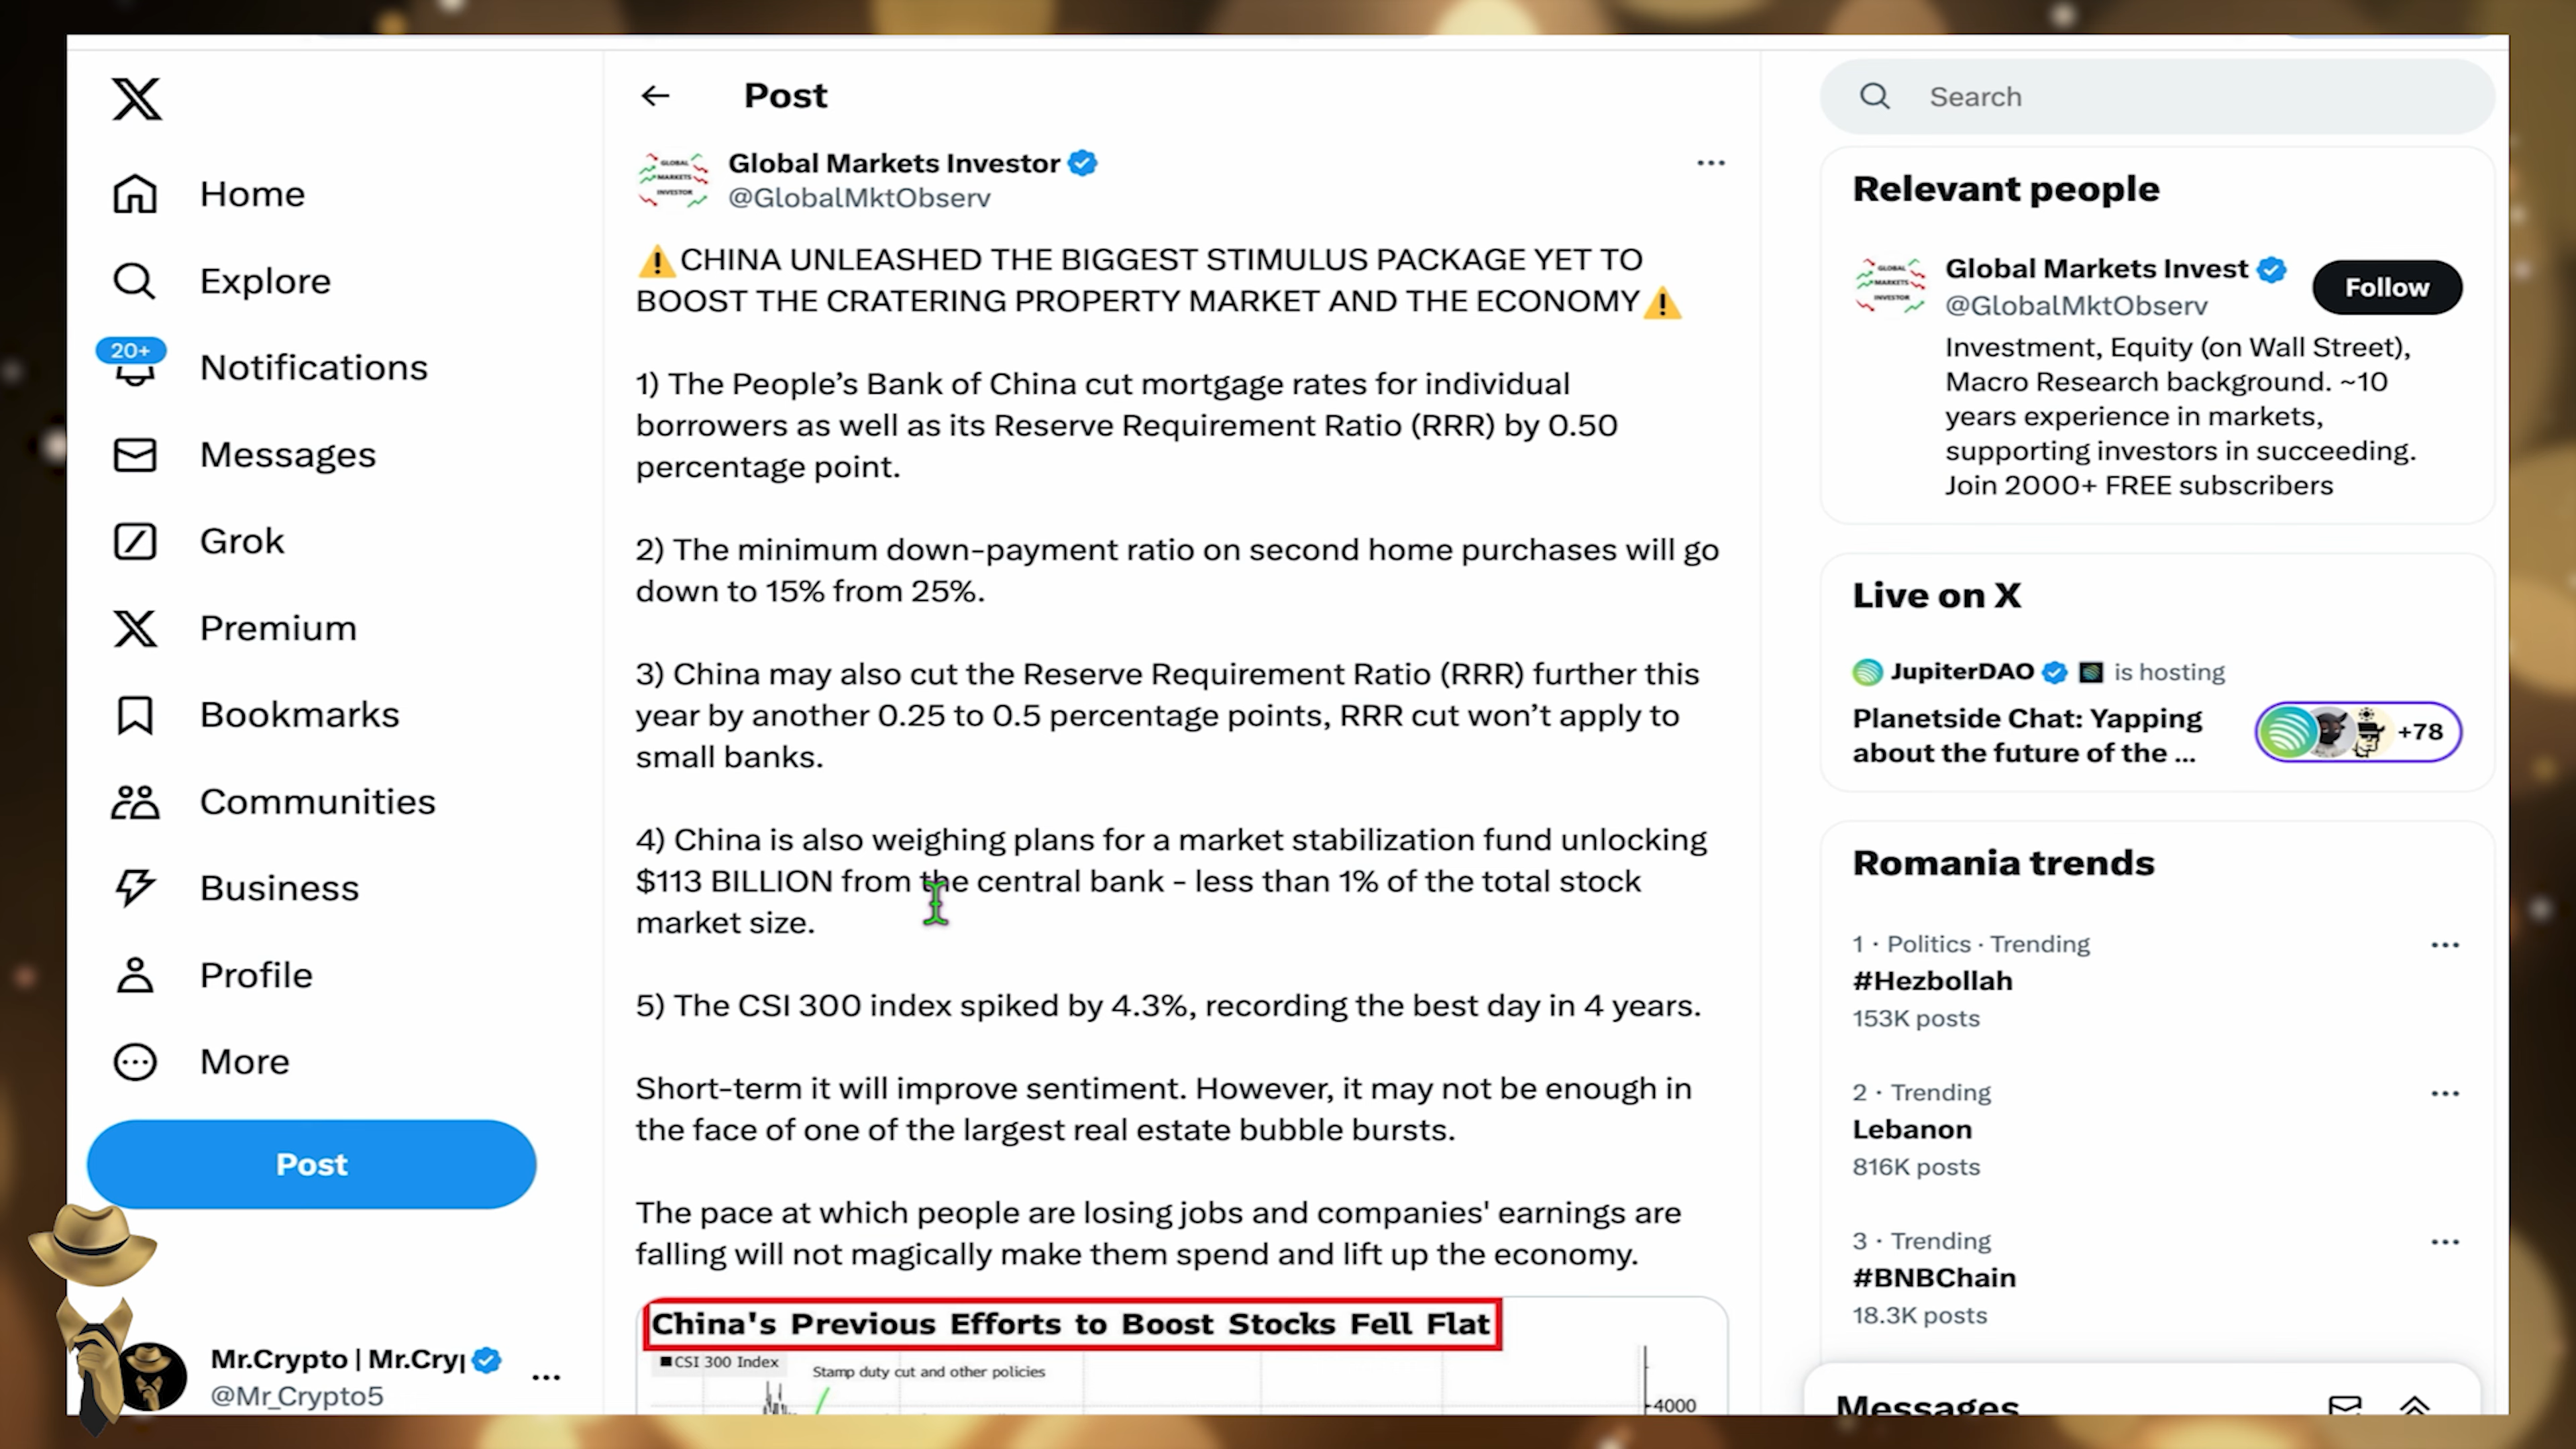 Home
Explore
20+
Notifications
Messages
Grok
Premium
Bookmarks
Communities
Business
Profile
More
Post
Mr.Crypto | Mr.Cry
@Mr_Crypto5
Post
GLOBAL
MARKETS
INVESTOR
Global Markets Investor
@GlobalMktObserv
⚠️CHINA UNLEASHED THE BIGGEST STIMULUS PACKAGE YET TO
BOOST THE CRATERING PROPERTY MARKET AND THE ECONOMY⚠️
1) The People’s Bank of China cut mortgage rates for individual
borrowers as well as its Reserve Requirement Ratio (RRR) by 0.50
percentage point.
2) The minimum down-payment ratio on second home purchases will go
down to 15% from 25%.
3) China may also cut the Reserve Requirement Ratio (RRR) further this
year by another 0.25 to 0.5 percentage points, RRR cut won’t apply to
small banks.
4) China is also weighing plans for a market stabilization fund unlocking
$113 BILLION from the central bank - less than 1% of the total stock
market size.
5) The CSI 300 index spiked by 4.3%, recording the best day in 4 years.
Short-term it will improve sentiment. However, it may not be enough in
the face of one of the largest real estate bubble bursts.
The pace at which people are losing jobs and companies' earnings are
falling will not magically make them spend and lift up the economy.
China's Previous Efforts to Boost Stocks Fell Flat
CSI 300 Index
Stamp duty cut and other policies
4000
Search
Relevant people
GLOBAL
MARKETS
INVESTOR
Global Markets Invest
@GlobalMktObserv
Follow
Investment, Equity (on Wall Street),
Macro Research background. ~10
years experience in markets,
supporting investors in succeeding.
Join 2000+ FREE subscribers
Live on X
JupiterDAO is hosting
Planetside Chat: Yapping
about the future of the ...
+78
Romania trends
1 · Politics · Trending
#Hezbollah
153K posts
2 · Trending
Lebanon
816K posts
3 · Trending
#BNBChain
18.3K posts
Messages